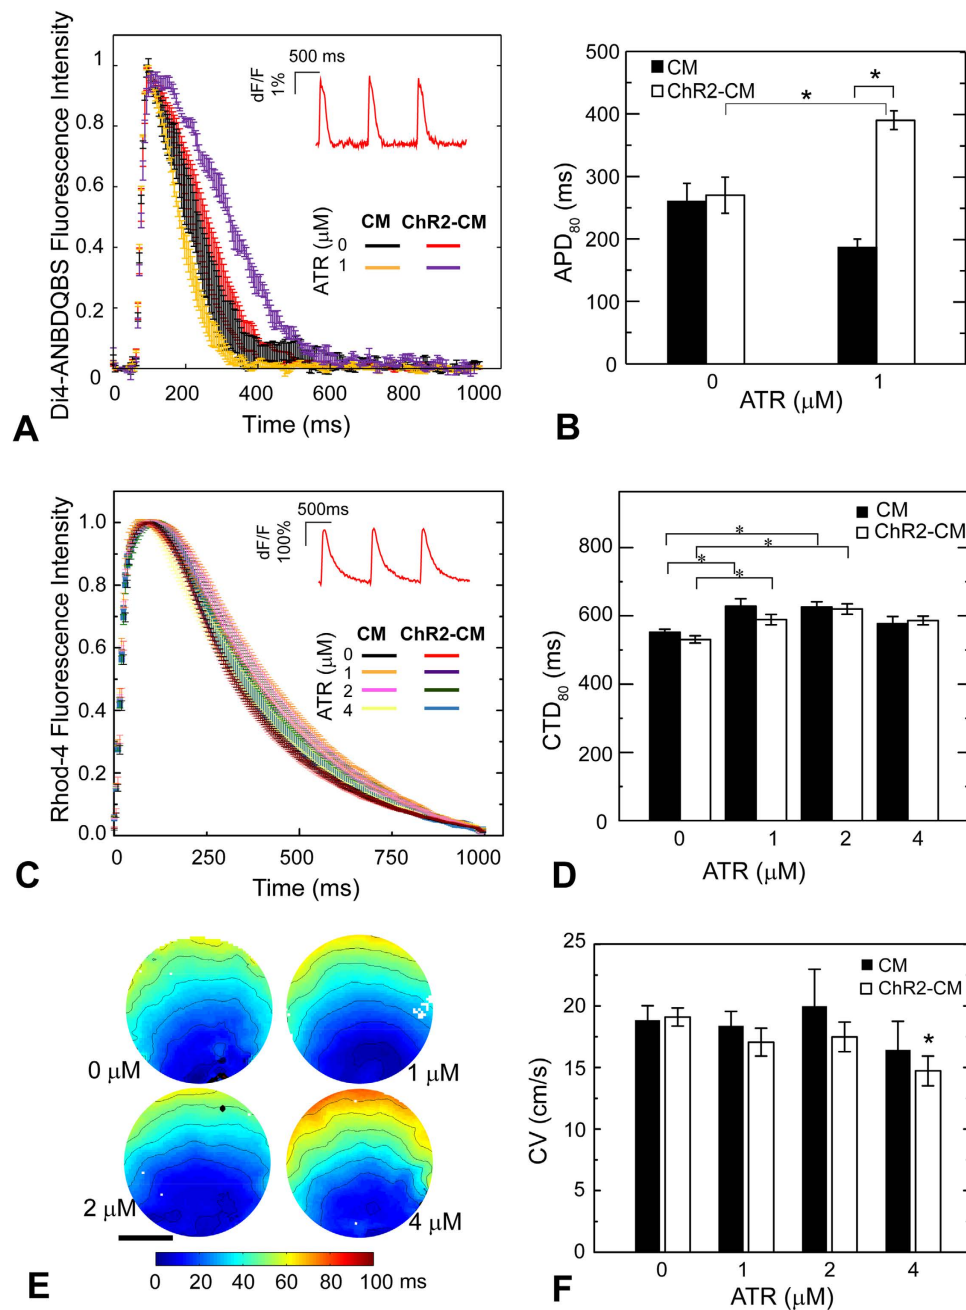 Di4-ANBDQBS Fluorescence Intensity
1
0.8
0.6
0.4
0.2
0
0 200 400 600 800 1000
Time (ms)
500 ms
dF/F
1%
CM ChR2-CM
ATR (μM)
0
1
A
APD80 (ms)
500
400
300
200
100
0
CM
ChR2-CM
*
*
0 1
ATR (μM)
B
Rhod-4 Fluorescence Intensity
1.0
0.8
0.6
0.4
0.2
0.0
0 250 500 750 1000
Time (ms)
500ms
dF/F
100%
CM ChR2-CM
ATR (μM)
0
1
2
4
C
CTD80 (ms)
800
600
400
200
0
CM
ChR2-CM
*
*
*
*
0 1 2 4
ATR (μM)
D
0 μM
1 μM
2 μM
4 μM
0 20 40 60 80 100 ms
E
CV (cm/s)
25
20
15
10
5
0
CM
ChR2-CM
*
0 1 2 4
ATR (μM)
F